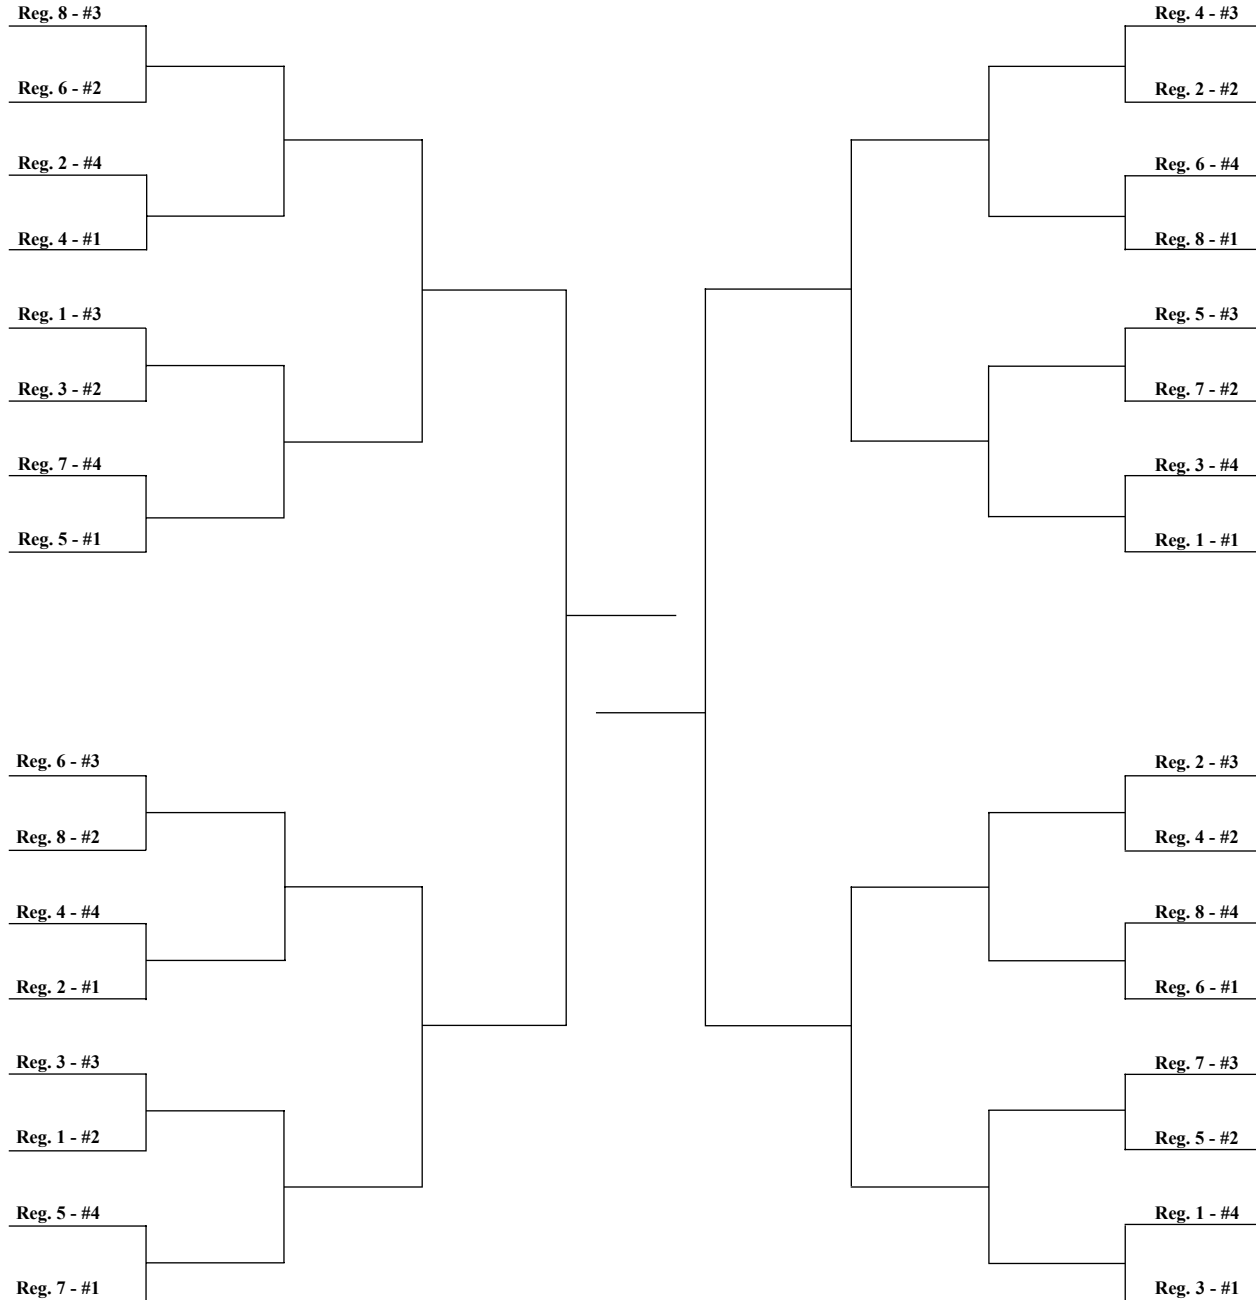 Reg. 8 - #3
Reg. 6 - #2
Reg. 2 - #4
Reg. 4 - #1
Reg. 1 - #3
Reg. 3 - #2
Reg. 7 - #4
Reg. 5 - #1
Reg. 6 - #3
Reg. 8 - #2
Reg. 4 - #4
Reg. 2 - #1
Reg. 3 - #3
Reg. 1 - #2
Reg. 5 - #4
Reg. 7 - #1
Reg. 4 - #3
Reg. 2 - #2
Reg. 6 - #4
Reg. 8 - #1
Reg. 5 - #3
Reg. 7 - #2
Reg. 3 - #4
Reg. 1 - #1
Reg. 2 - #3
Reg. 4 - #2
Reg. 8 - #4
Reg. 6 - #1
Reg. 7 - #3
Reg. 5 - #2
Reg. 1 - #4
Reg. 3 - #1